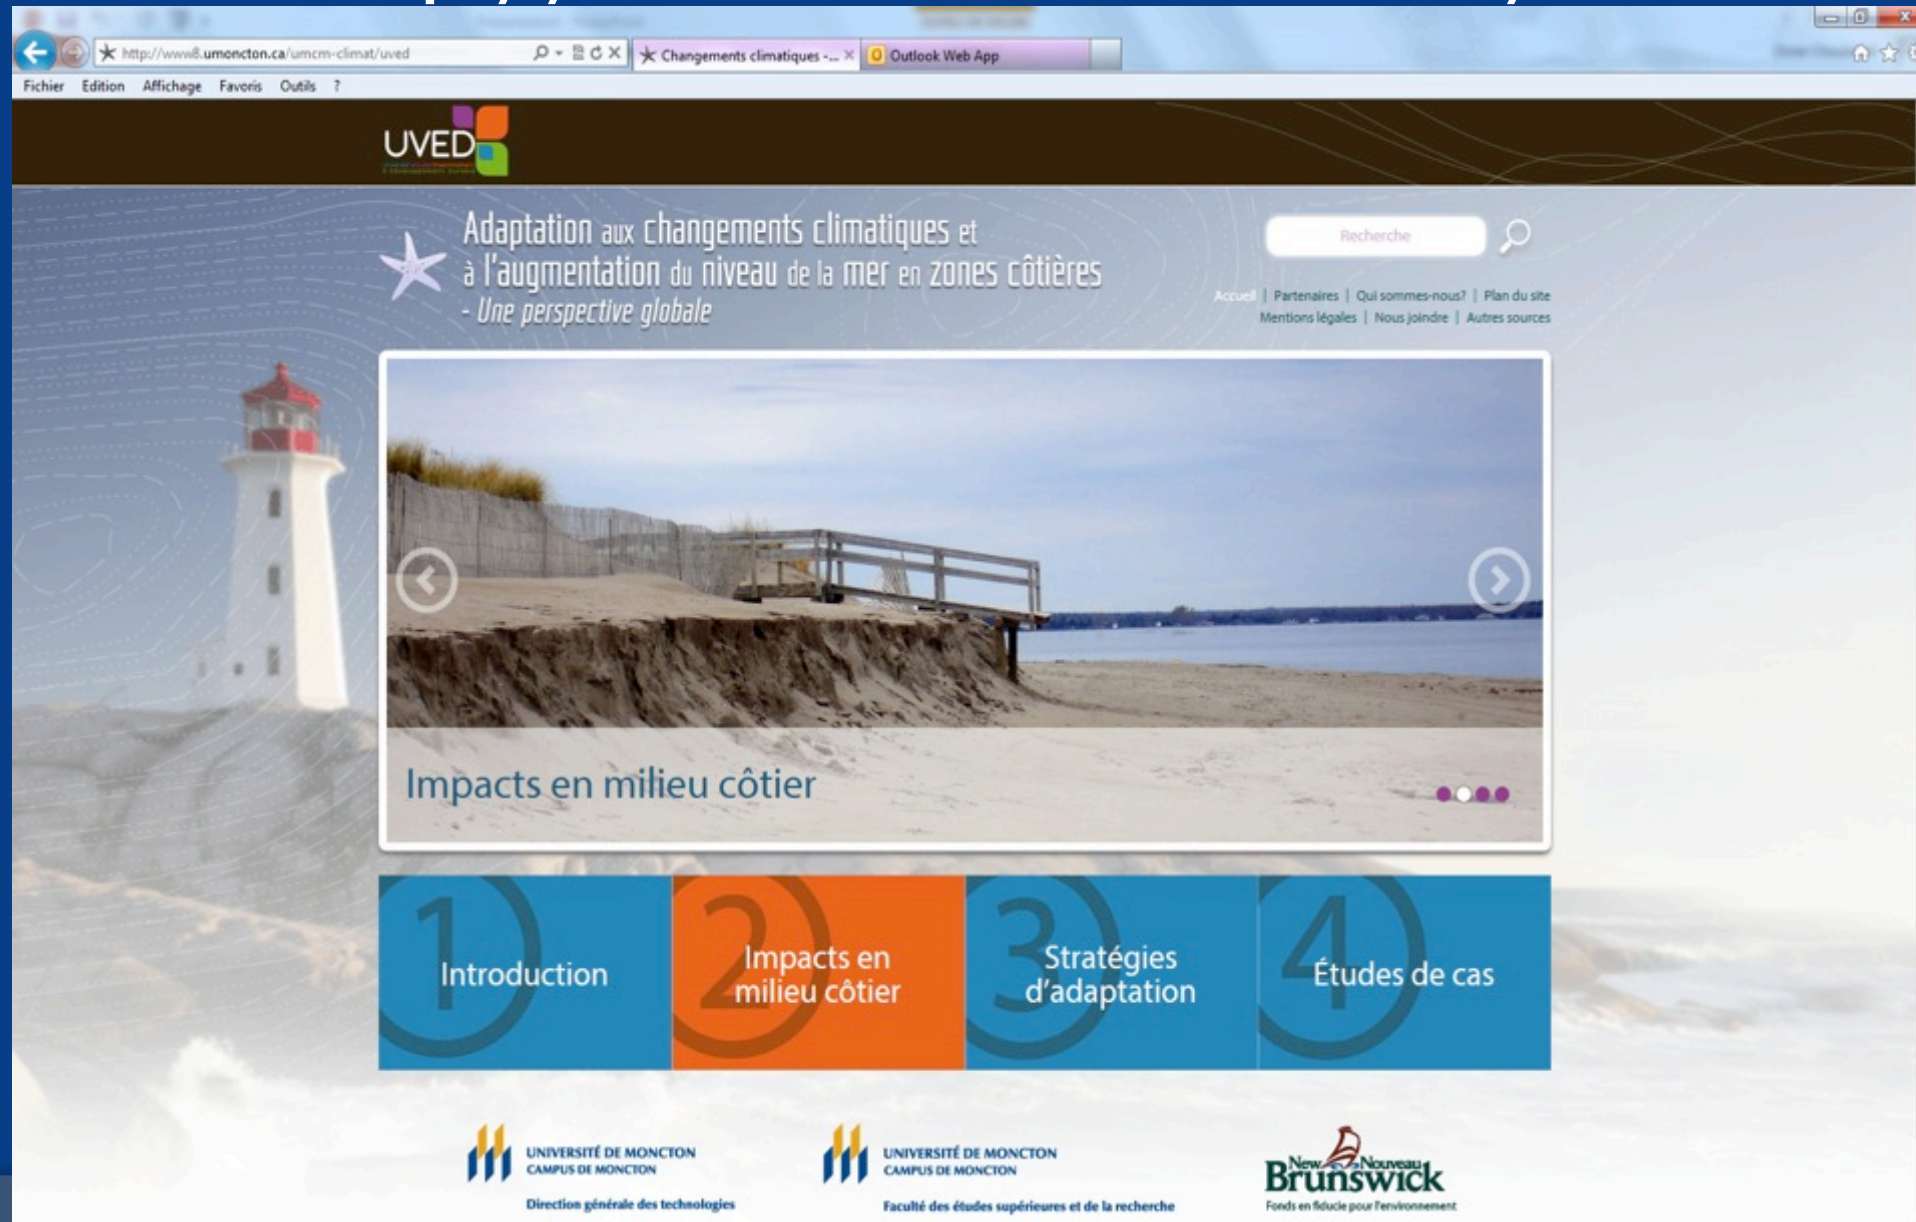 http://www8.umoncton.ca/umcm-climat/uved
Changements climatiques -...
Outlook Web App
Fichier Edition Affichage Favoris Outils ?
UVED
Adaptation aux changements climatiques et
à l'augmentation du niveau de la mer en zones côtières
- Une perspective globale
Recherche
Accueil | Partenaires | Qui sommes-nous? | Plan du site
Mentions légales | Nous joindre | Autres sources
Impacts en milieu côtier
1
Introduction
2
Impacts en
milieu côtier
3
Stratégies
d'adaptation
4
Études de cas
UNIVERSITÉ DE MONCTON
CAMPUS DE MONCTON
Direction générale des technologies
UNIVERSITÉ DE MONCTON
CAMPUS DE MONCTON
Faculté des études supérieures et de la recherche
New Nouveau
Brunswick
Fonds en fiducie pour l'environnement